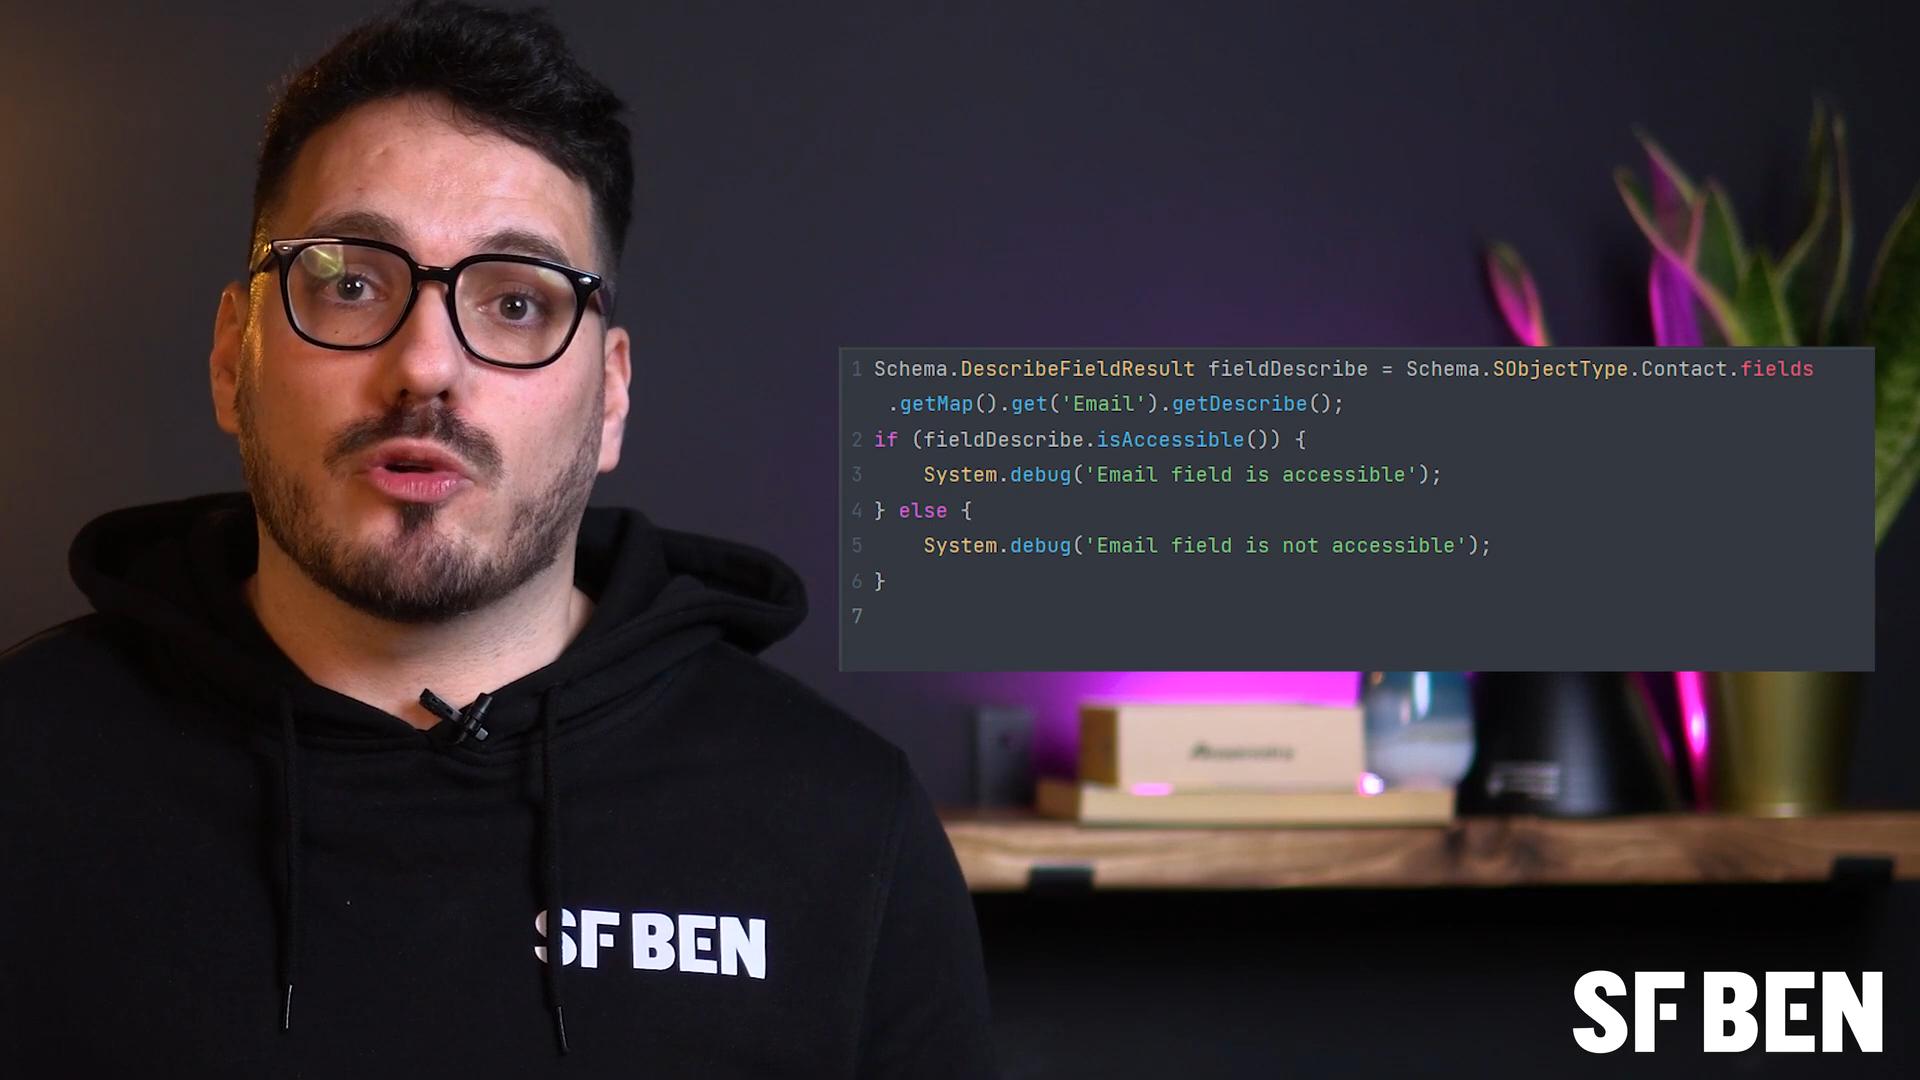 1 Schema.DescribeFieldResult fieldDescribe = Schema.SObjectType.Contact.fields
.getMap().get('Email').getDescribe();
2 if (fieldDescribe.isAccessible()) {
3 System.debug('Email field is accessible');
4 } else {
5 System.debug('Email field is not accessible');
6 }
7
SF BEN
SF BEN